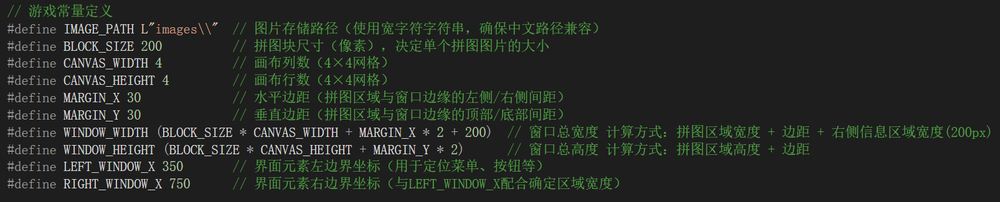 // 游戏常量定义
#define IMAGE_PATH L"images\\" // 图片存储路径（使用宽字符字符串，确保中文路径兼容）
#define BLOCK_SIZE 200 // 拼图块尺寸（像素），决定单个拼图图片的大小
#define CANVAS_WIDTH 4 // 画布列数（4×4网格）
#define CANVAS_HEIGHT 4 // 画布行数（4×4网格）
#define MARGIN_X 30 // 水平边距（拼图区域与窗口边缘的左侧/右侧间距）
#define MARGIN_Y 30 // 垂直边距（拼图区域与窗口边缘的顶部/底部间距）
#define WINDOW_WIDTH (BLOCK_SIZE * CANVAS_WIDTH + MARGIN_X * 2 + 200) // 窗口总宽度 计算方式：拼图区域宽度 + 边距 + 右侧信息区域宽度(200px)
#define WINDOW_HEIGHT (BLOCK_SIZE * CANVAS_HEIGHT + MARGIN_Y * 2) // 窗口总高度 计算方式：拼图区域高度 + 边距
#define LEFT_WINDOW_X 350 // 界面元素左边界坐标（用于定位菜单、按钮等）
#define RIGHT_WINDOW_X 750 // 界面元素右边界坐标（与LEFT_WINDOW_X配合确定区域宽度）